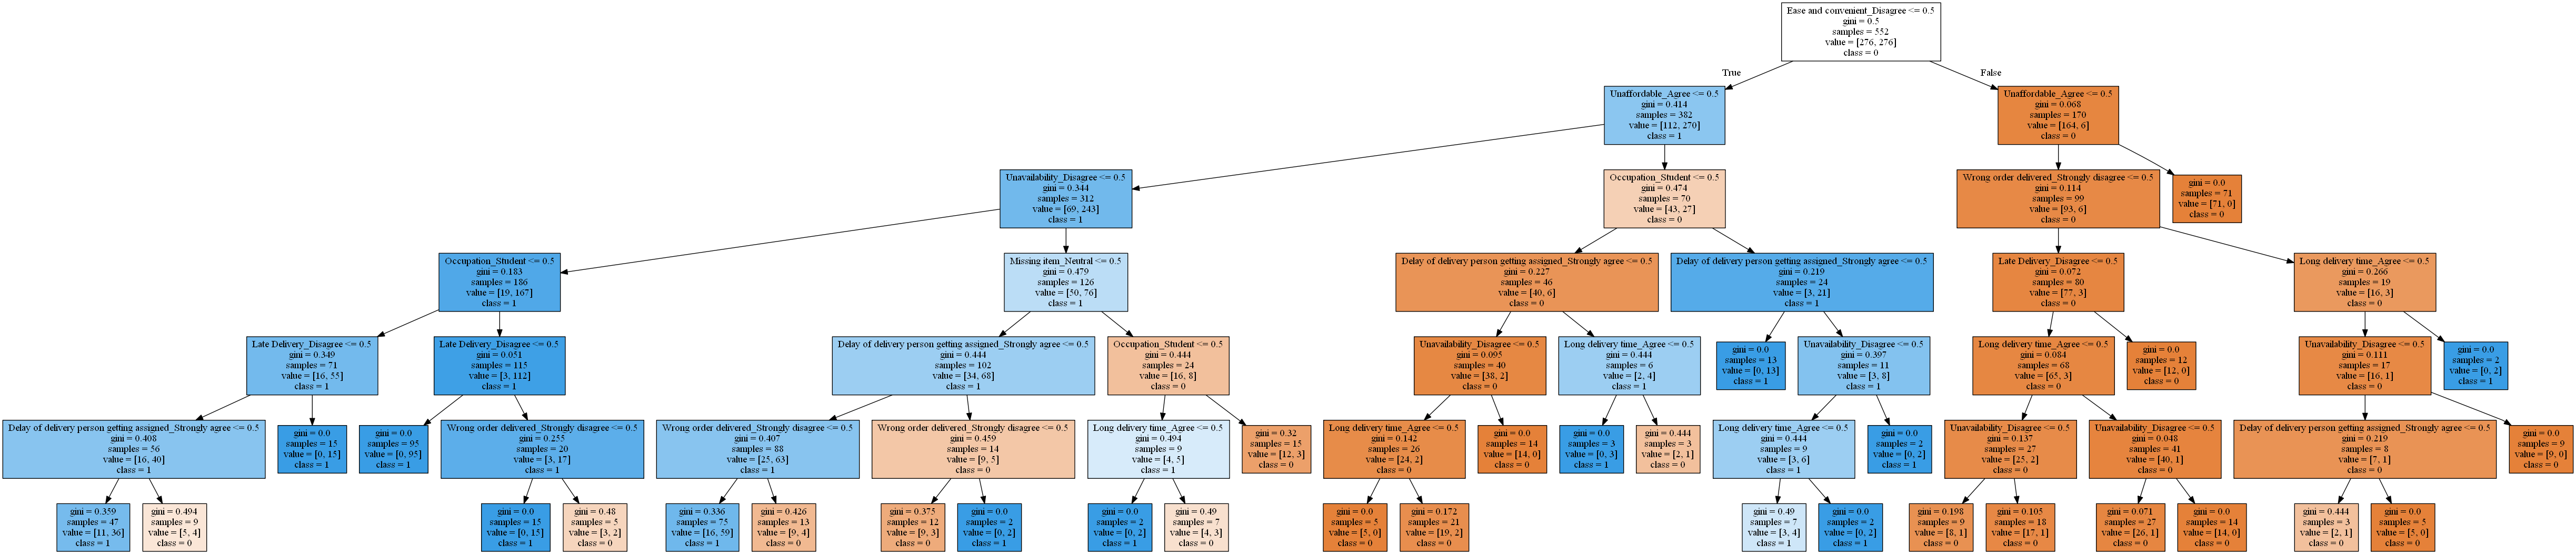 Ease and convenient_Disagree <= 0.5
gini = 0.5
samples = 552
value = [276, 276]
class = 0
True
False
Unaffordable_Agree <= 0.5
gini = 0.414
samples = 382
value = [112, 270]
class = 1
Unaffordable_Agree <= 0.5
gini = 0.068
samples = 170
value = [164, 6]
class = 0
Unavailability_Disagree <= 0.5
gini = 0.344
samples = 312
value = [69, 243]
class = 1
Occupation_Student <= 0.5
gini = 0.474
samples = 70
value = [43, 27]
class = 0
Wrong order delivered_Strongly disagree <= 0.5
gini = 0.114
samples = 99
value = [93, 6]
class = 0
gini = 0.0
samples = 71
value = [71, 0]
class = 0
Occupation_Student <= 0.5
gini = 0.183
samples = 186
value = [19, 167]
class = 1
Missing item_Neutral <= 0.5
gini = 0.479
samples = 126
value = [50, 76]
class = 1
Delay of delivery person getting assigned_Strongly agree <= 0.5
gini = 0.227
samples = 46
value = [40, 6]
class = 0
Delay of delivery person getting assigned_Strongly agree <= 0.5
gini = 0.219
samples = 24
value = [3, 21]
class = 1
Late Delivery_Disagree <= 0.5
gini = 0.072
samples = 80
value = [77, 3]
class = 0
Long delivery time_Agree <= 0.5
gini = 0.266
samples = 19
value = [16, 3]
class = 0
Late Delivery_Disagree <= 0.5
gini = 0.349
samples = 71
value = [16, 55]
class = 1
Late Delivery_Disagree <= 0.5
gini = 0.051
samples = 115
value = [3, 112]
class = 1
Delay of delivery person getting assigned_Strongly agree <= 0.5
gini = 0.444
samples = 102
value = [34, 68]
class = 1
Occupation_Student <= 0.5
gini = 0.444
samples = 24
value = [16, 8]
class = 0
Unavailability_Disagree <= 0.5
gini = 0.095
samples = 40
value = [38, 2]
class = 0
Long delivery time_Agree <= 0.5
gini = 0.444
samples = 6
value = [2, 4]
class = 1
gini = 0.0
samples = 13
value = [0, 13]
class = 1
Unavailability_Disagree <= 0.5
gini = 0.397
samples = 11
value = [3, 8]
class = 1
Long delivery time_Agree <= 0.5
gini = 0.084
samples = 68
value = [65, 3]
class = 0
gini = 0.0
samples = 12
value = [12, 0]
class = 0
Unavailability_Disagree <= 0.5
gini = 0.111
samples = 17
value = [16, 1]
class = 0
gini = 0.0
samples = 2
value = [0, 2]
class = 1
Delay of delivery person getting assigned_Strongly agree <= 0.5
gini = 0.408
samples = 56
value = [16, 40]
class = 1
gini = 0.0
samples = 15
value = [0, 15]
class = 1
gini = 0.0
samples = 95
value = [0, 95]
class = 1
Wrong order delivered_Strongly disagree <= 0.5
gini = 0.255
samples = 20
value = [3, 17]
class = 1
Wrong order delivered_Strongly disagree <= 0.5
gini = 0.407
samples = 88
value = [25, 63]
class = 1
Wrong order delivered_Strongly disagree <= 0.5
gini = 0.459
samples = 14
value = [9, 5]
class = 0
Long delivery time_Agree <= 0.5
gini = 0.494
samples = 9
value = [4, 5]
class = 1
gini = 0.32
samples = 15
value = [12, 3]
class = 0
Long delivery time_Agree <= 0.5
gini = 0.142
samples = 26
value = [24, 2]
class = 0
gini = 0.0
samples = 14
value = [14, 0]
class = 0
gini = 0.0
samples = 3
value = [0, 3]
class = 1
gini = 0.444
samples = 3
value = [2, 1]
class = 0
Long delivery time_Agree <= 0.5
gini = 0.444
samples = 9
value = [3, 6]
class = 1
gini = 0.0
samples = 2
value = [0, 2]
class = 1
Unavailability_Disagree <= 0.5
gini = 0.137
samples = 27
value = [25, 2]
class = 0
Unavailability_Disagree <= 0.5
gini = 0.048
samples = 41
value = [40, 1]
class = 0
Delay of delivery person getting assigned_Strongly agree <= 0.5
gini = 0.219
samples = 8
value = [7, 1]
class = 0
gini = 0.0
samples = 9
value = [9, 0]
class = 0
gini = 0.359
samples = 47
value = [11, 36]
class = 1
gini = 0.494
samples = 9
value = [5, 4]
class = 0
gini = 0.0
samples = 15
value = [0, 15]
class = 1
gini = 0.48
samples = 5
value = [3, 2]
class = 0
gini = 0.336
samples = 75
value = [16, 59]
class = 1
gini = 0.426
samples = 13
value = [9, 4]
class = 0
gini = 0.375
samples = 12
value = [9, 3]
class = 0
gini = 0.0
samples = 2
value = [0, 2]
class = 1
gini = 0.0
samples = 2
value = [0, 2]
class = 1
gini = 0.49
samples = 7
value = [4, 3]
class = 0
gini = 0.0
samples = 5
value = [5, 0]
class = 0
gini = 0.172
samples = 21
value = [19, 2]
class = 0
gini = 0.49
samples = 7
value = [3, 4]
class = 1
gini = 0.0
samples = 2
value = [0, 2]
class = 1
gini = 0.198
samples = 9
value = [8, 1]
class = 0
gini = 0.105
samples = 18
value = [17, 1]
class = 0
gini = 0.071
samples = 27
value = [26, 1]
class = 0
gini = 0.0
samples = 14
value = [14, 0]
class = 0
gini = 0.444
samples = 3
value = [2, 1]
class = 0
gini = 0.0
samples = 5
value = [5, 0]
class = 0